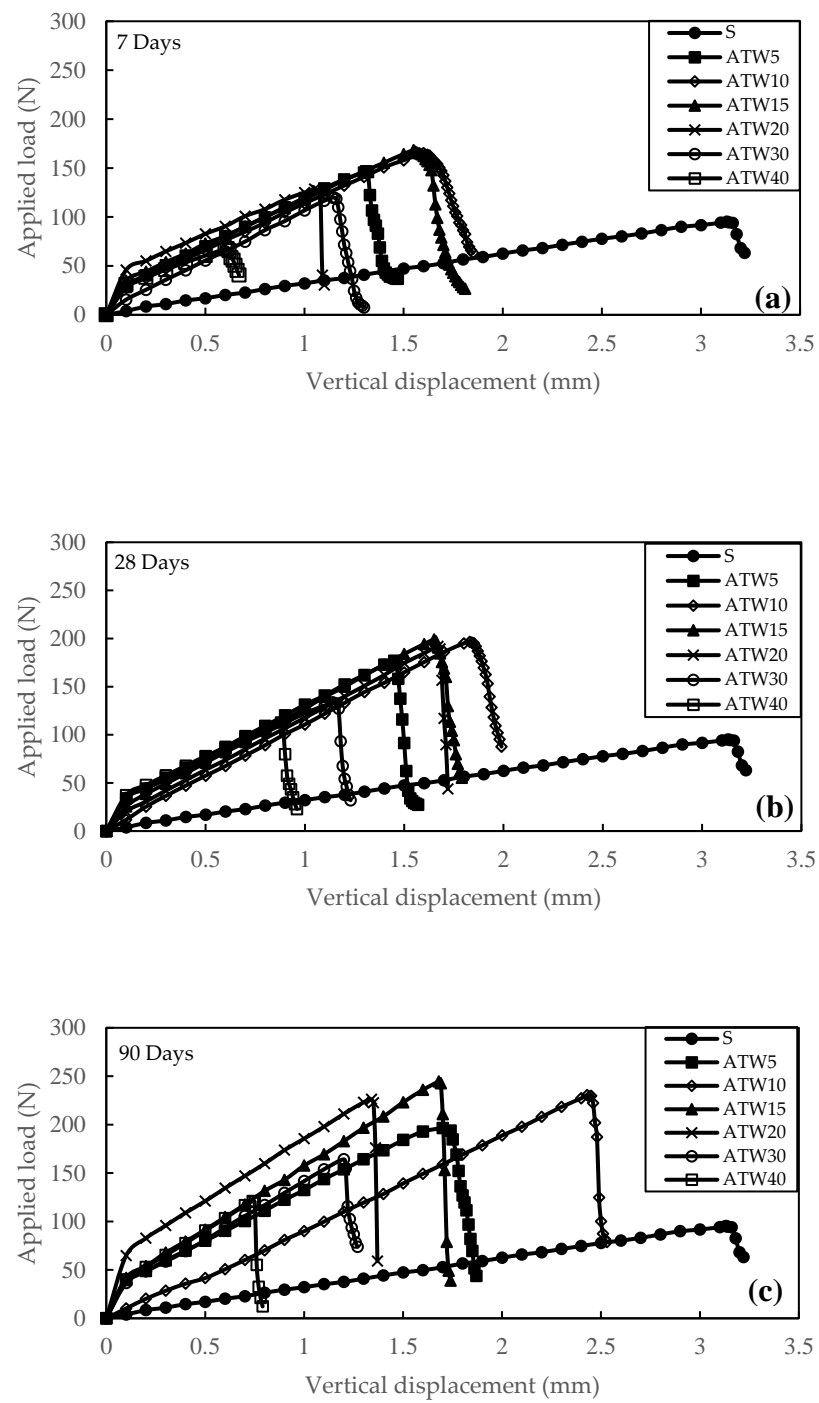 300
250
200
150
100
50
0
Applied load (N)
7 Days
S
ATW5
ATW10
ATW15
ATW20
ATW30
ATW40
(a)
0 0.5 1 1.5 2 2.5 3 3.5
Vertical displacement (mm)
300
250
200
150
100
50
0
Applied load (N)
28 Days
S
ATW5
ATW10
ATW15
ATW20
ATW30
ATW40
(b)
0 0.5 1 1.5 2 2.5 3 3.5
Vertical displacement (mm)
300
250
200
150
100
50
0
Applied load (N)
90 Days
S
ATW5
ATW10
ATW15
ATW20
ATW30
ATW40
(c)
0 0.5 1 1.5 2 2.5 3 3.5
Vertical displacement (mm)